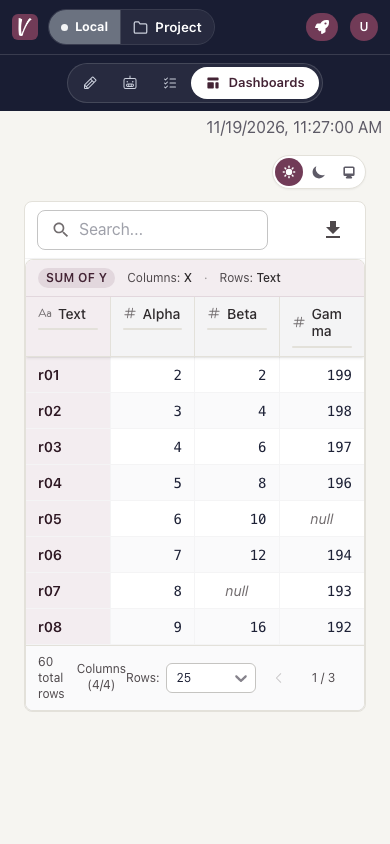 V Local Project U
Dashboards
11/19/2026, 11:27:00 AM
Search...
SUM OF Y Columns: X · Rows: Text
Aa Text # Alpha # Beta # Gam
ma
r01 2 2 199
r02 3 4 198
r03 4 6 197
r04 5 8 196
r05 6 10 null
r06 7 12 194
r07 8 null 193
r08 9 16 192
60
total
rows
Columns
(4/4)
Rows: 25 1 / 3